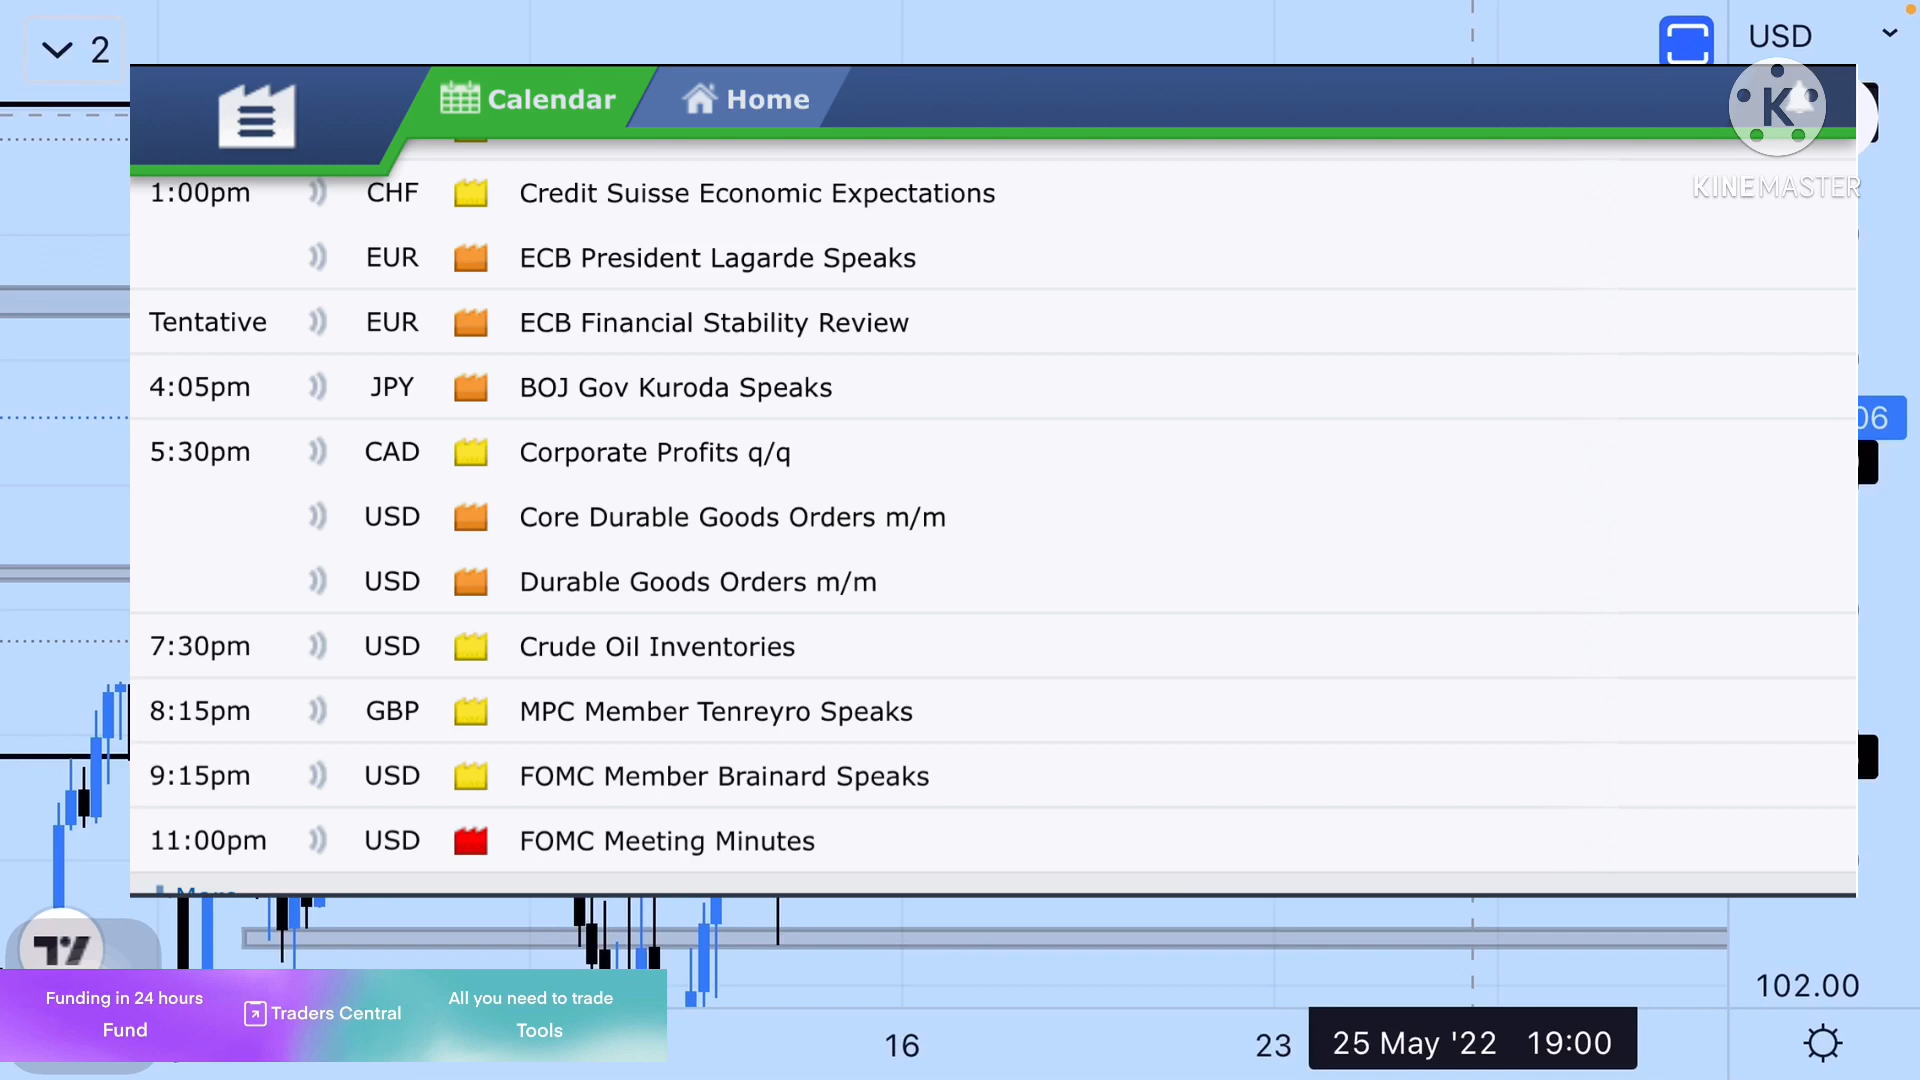 2
USD
Calendar
Home
KINEMASTER
1:00pm CHF Credit Suisse Economic Expectations
EUR ECB President Lagarde Speaks
Tentative EUR ECB Financial Stability Review
4:05pm JPY BOJ Gov Kuroda Speaks
06
5:30pm CAD Corporate Profits q/q
USD Core Durable Goods Orders m/m
USD Durable Goods Orders m/m
7:30pm USD Crude Oil Inventories
8:15pm GBP MPC Member Tenreyro Speaks
9:15pm USD FOMC Member Brainard Speaks
11:00pm USD FOMC Meeting Minutes
More
102.00
Funding in 24 hours
Fund
Traders Central
All you need to trade
Tools
16
23
25 May '22 19:00